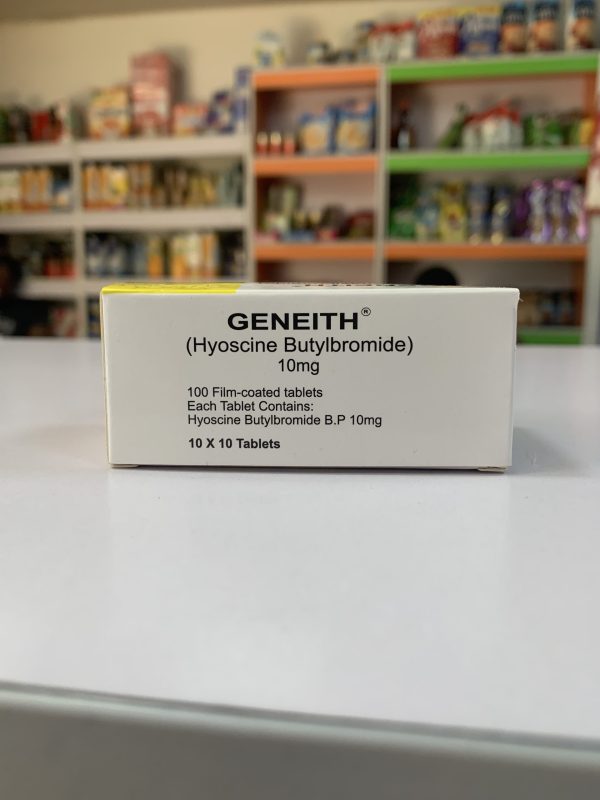 GENEITH®
(Hyoscine Butylbromide)
10mg
100 Film-coated tablets
Each Tablet Contains:
Hyoscine Butylbromide B.P 10mg
10 X 10 Tablets